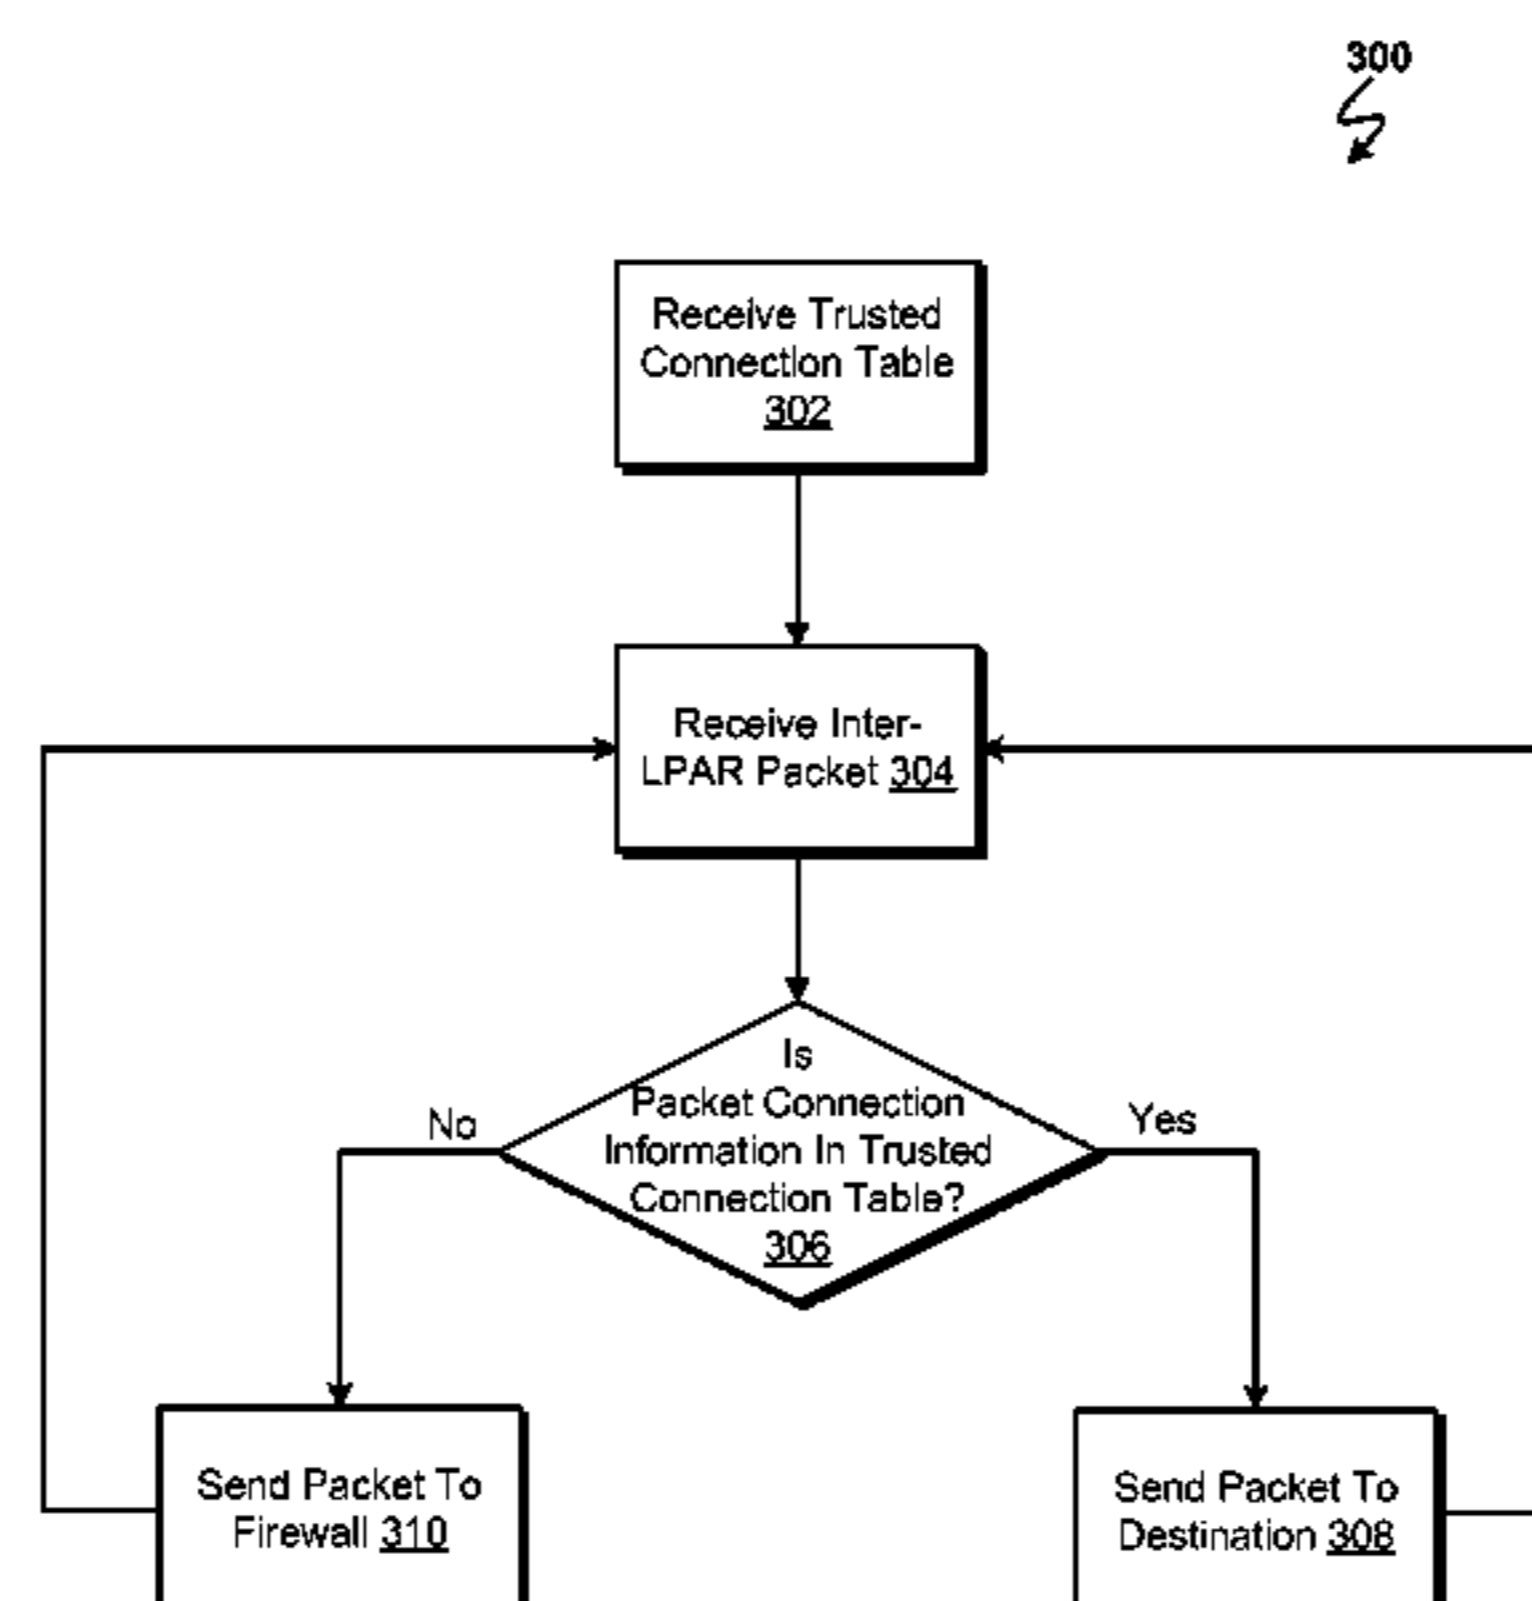 300
Receive Trusted
Connection Table
302
Receive Inter-
LPAR Packet 304
Is
Packet Connection
Information In Trusted
Connection Table?
306
No
Yes
Send Packet To
Firewall 310
Send Packet To
Destination 308